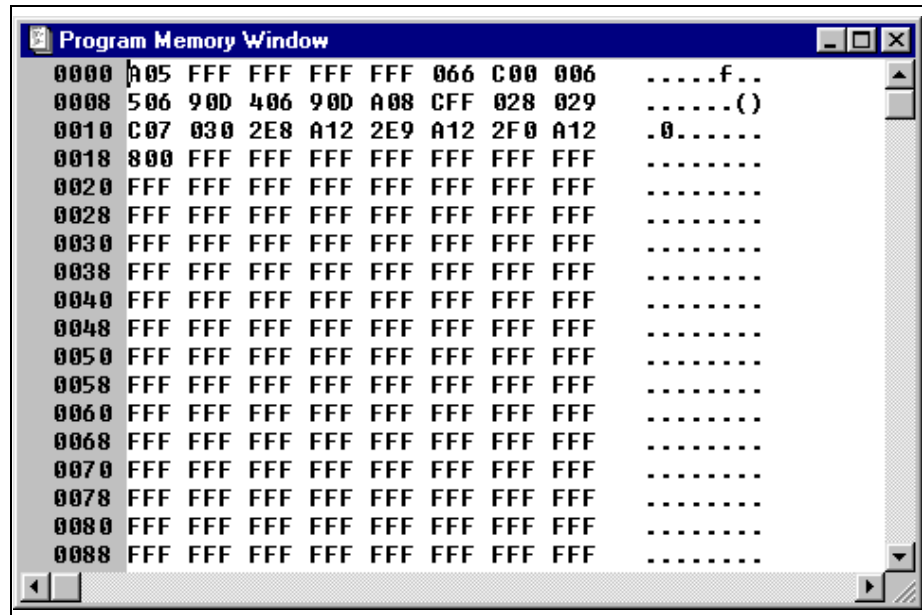 Program Memory Window
0000 A05 FFF FFF FFF FFF 066 C00 006 .....f..
0008 506 90D 406 90D A08 CFF 028 029 ......()
0010 C07 030 2E8 A12 2E9 A12 2F0 A12 .0......
0018 800 FFF FFF FFF FFF FFF FFF FFF ........
0020 FFF FFF FFF FFF FFF FFF FFF FFF ........
0028 FFF FFF FFF FFF FFF FFF FFF FFF ........
0030 FFF FFF FFF FFF FFF FFF FFF FFF ........
0038 FFF FFF FFF FFF FFF FFF FFF FFF ........
0040 FFF FFF FFF FFF FFF FFF FFF FFF ........
0048 FFF FFF FFF FFF FFF FFF FFF FFF ........
0050 FFF FFF FFF FFF FFF FFF FFF FFF ........
0058 FFF FFF FFF FFF FFF FFF FFF FFF ........
0060 FFF FFF FFF FFF FFF FFF FFF FFF ........
0068 FFF FFF FFF FFF FFF FFF FFF FFF ........
0070 FFF FFF FFF FFF FFF FFF FFF FFF ........
0078 FFF FFF FFF FFF FFF FFF FFF FFF ........
0080 FFF FFF FFF FFF FFF FFF FFF FFF ........
0088 FFF FFF FFF FFF FFF FFF FFF FFF ........